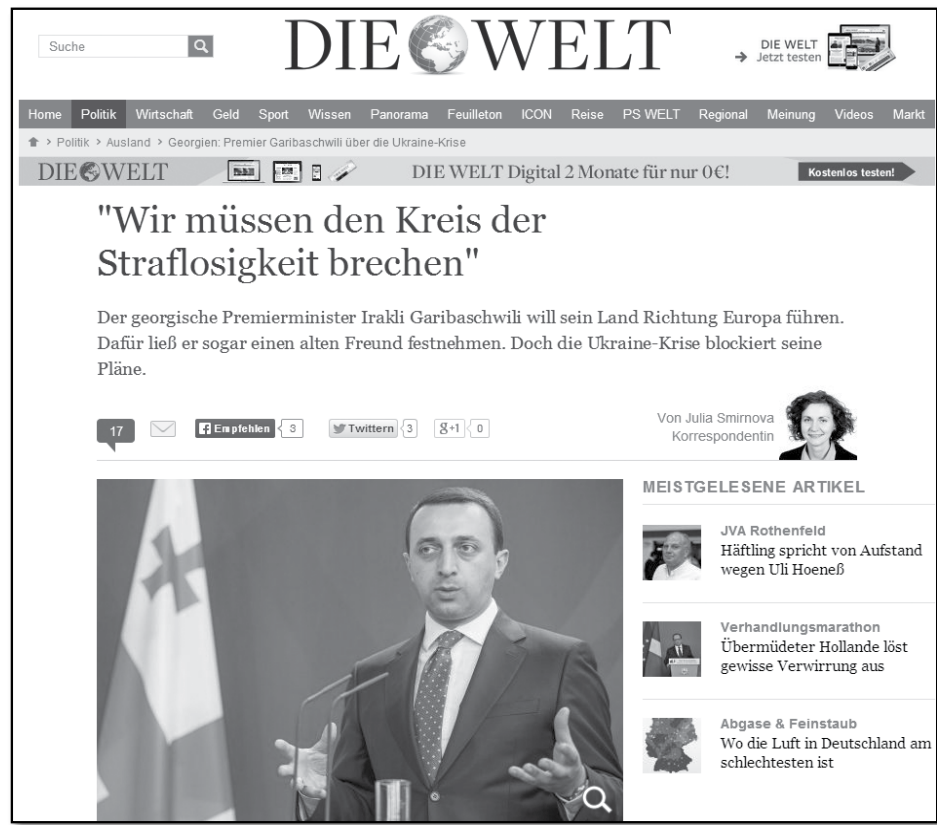 Suche
DIE WELT
DIE WELT
Jetzt testen
Home Politik Wirtschaft Geld Sport Wissen Panorama Feuilleton ICON Reise PS WELT Regional Meinung Videos Markt
> Politik > Ausland > Georgien: Premier Garibaschwili über die Ukraine-Krise
DIE WELT DIE WELT Digital 2 Monate für nur 0€! Kostenlos testen!
"Wir müssen den Kreis der
Straflosigkeit brechen"
Der georgische Premierminister Irakli Garibaschwili will sein Land Richtung Europa führen.
Dafür ließ er sogar einen alten Freund festnehmen. Doch die Ukraine-Krise blockiert seine
Pläne.
17 Empfehlen 3 Twittern 3 g+1 0
Von Julia Smirnova
Korrespondentin
MEISTGELESENE ARTIKEL
JVA Rothenfeld
Häftling spricht von Aufstand
wegen Uli Hoeneß
Verhandlungsmarathon
Übermüdeter Hollande löst
gewisse Verwirrung aus
Abgase & Feinstaub
Wo die Luft in Deutschland am
schlechtesten ist